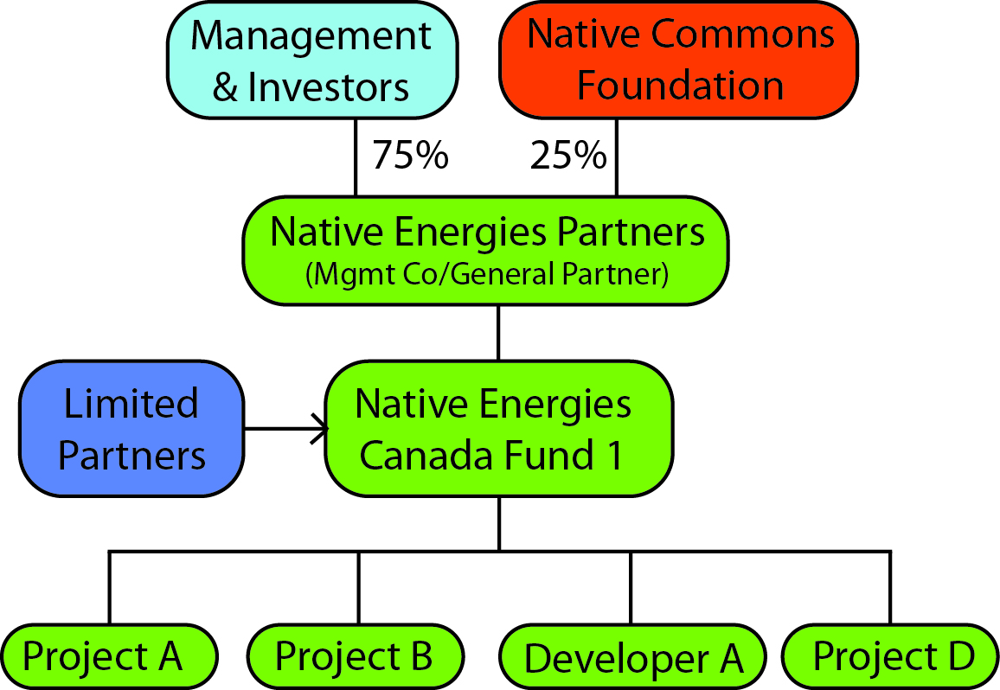 Management
& Investors
Native Commons
Foundation
75%
25%
Native Energies Partners
(Mgmt Co/General Partner)
Limited
Partners
Native Energies
Canada Fund 1
Project A
Project B
Developer A
Project D